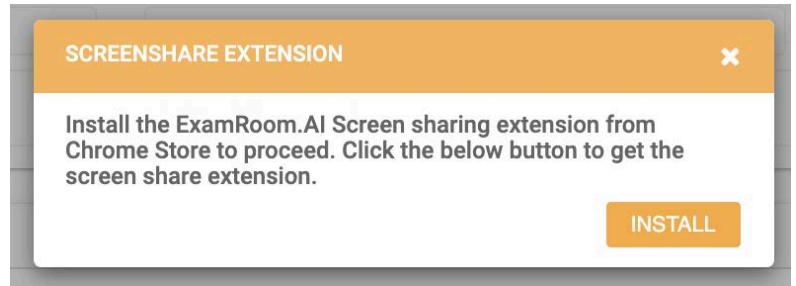 SCREENSHARE EXTENSION
Install the ExamRoom.AI Screen sharing extension from
Chrome Store to proceed. Click the below button to get the
screen share extension.
INSTALL